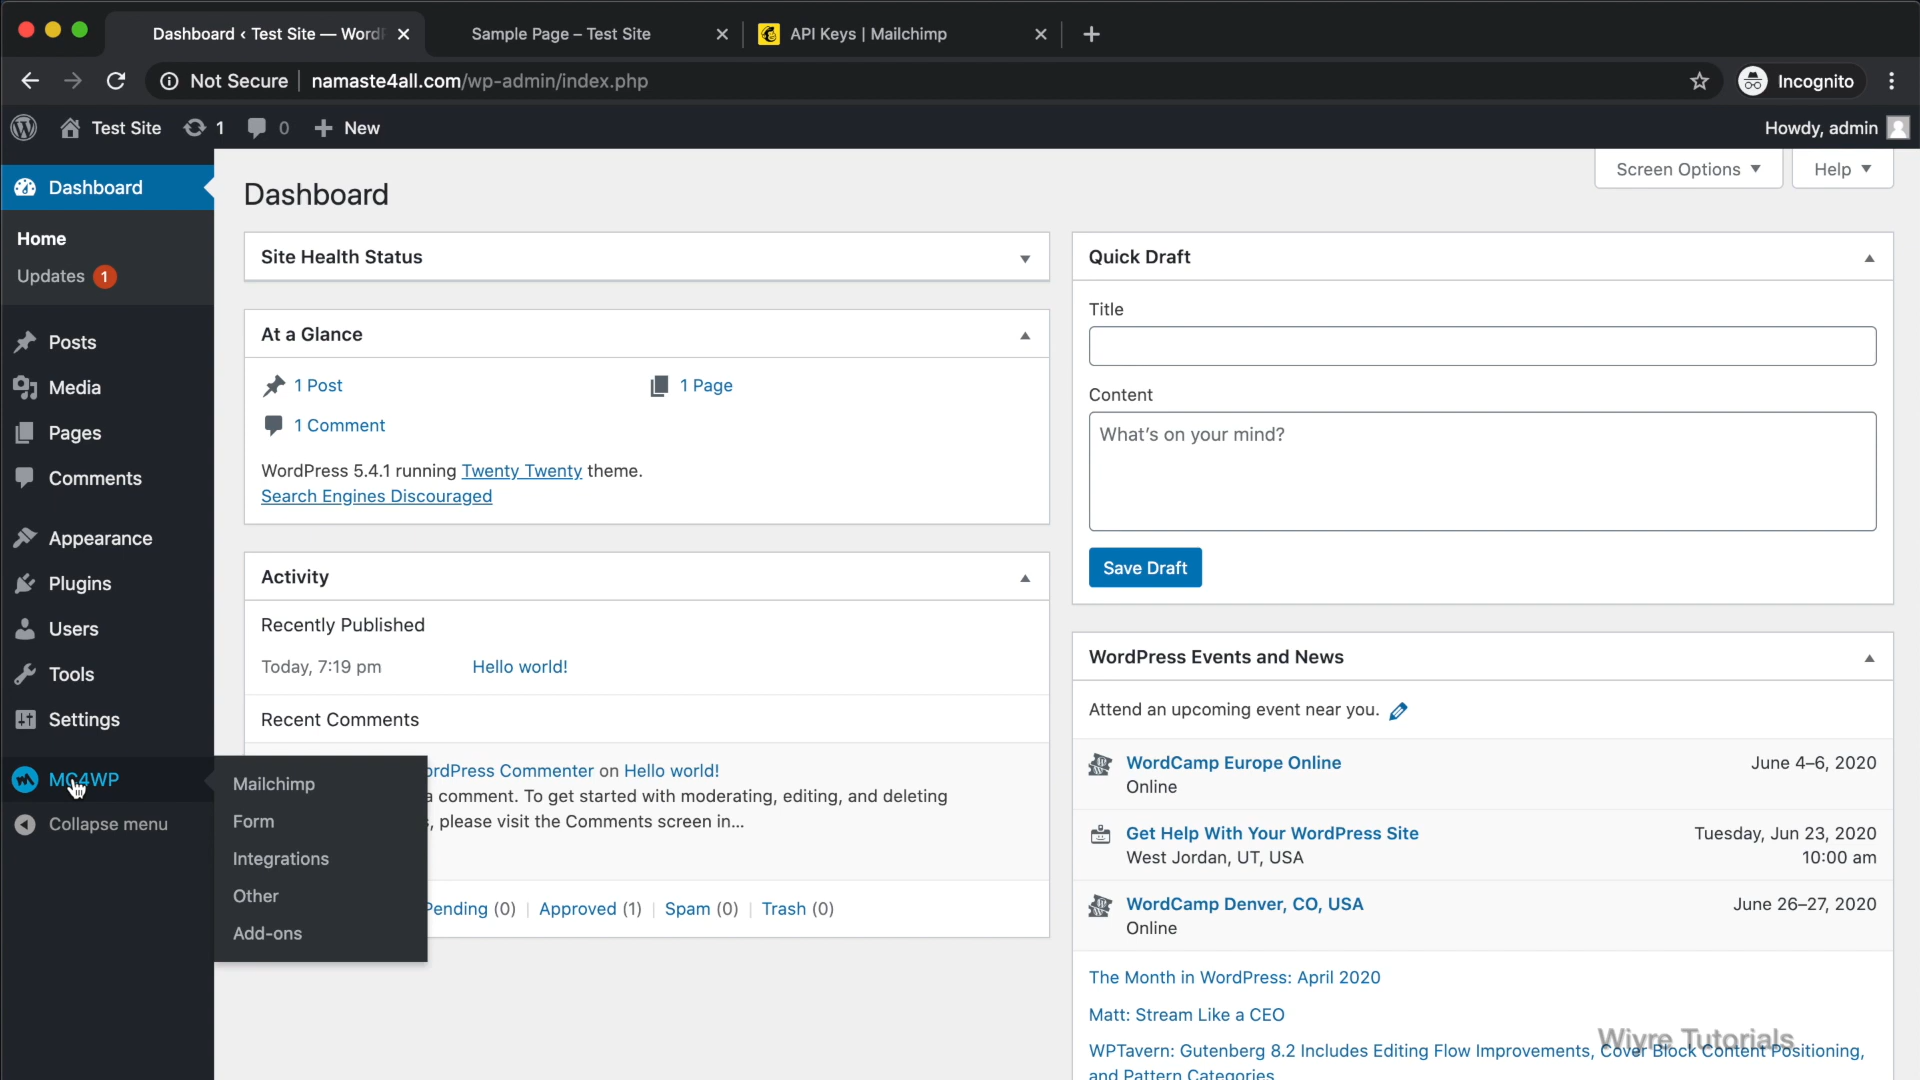 Dashboard ‹ Test Site — WordP
Sample Page – Test Site
API Keys | Mailchimp
Not Secure
namaste4all.com/wp-admin/index.php
Incognito
Test Site
1
0
New
Howdy, admin
Dashboard
Home
Updates 1
Posts
Media
Pages
Comments
Appearance
Plugins
Users
Tools
Settings
MC4WP
Collapse menu
Mailchimp
Form
Integrations
Other
Add-ons
Screen Options
Help
Dashboard
Site Health Status
At a Glance
1 Post
1 Page
1 Comment
WordPress 5.4.1 running Twenty Twenty theme.
Search Engines Discouraged
Activity
Recently Published
Today, 7:19 pm
Hello world!
Recent Comments
ordPress Commenter on Hello world!
a comment. To get started with moderating, editing, and deleting
, please visit the Comments screen in...
Pending (0) | Approved (1) | Spam (0) | Trash (0)
Quick Draft
Title
Content
What's on your mind?
Save Draft
WordPress Events and News
Attend an upcoming event near you.
WordCamp Europe Online
June 4–6, 2020
Online
Get Help With Your WordPress Site
Tuesday, Jun 23, 2020
West Jordan, UT, USA
10:00 am
WordCamp Denver, CO, USA
June 26–27, 2020
Online
The Month in WordPress: April 2020
Matt: Stream Like a CEO
Wiyre Tutorials
WPTavern: Gutenberg 8.2 Includes Editing Flow Improvements, Cover Block Content Positioning,
and Pattern Categories